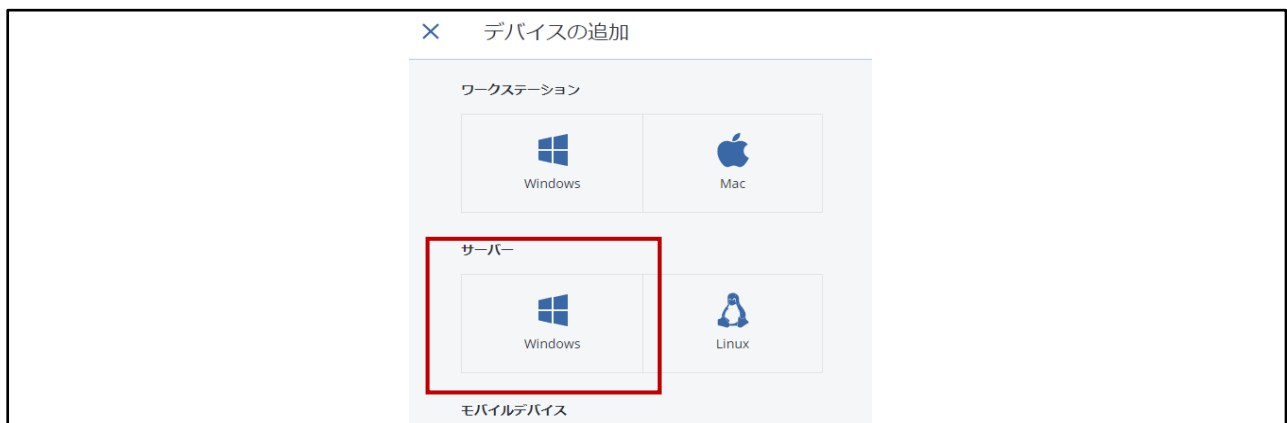 デバイスの追加
ワークステーション
Windows
Mac
サーバー
Windows
Linux
モバイルデバイス